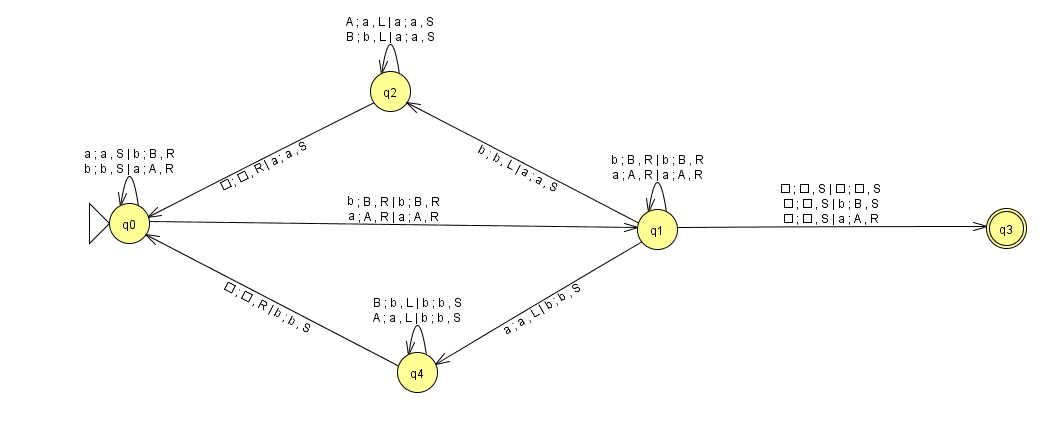 A ; a , L | a ; a , S
B ; b , L | a ; a , S
q2
a ; a , S | b ; B , R
b ; b , S | a ; A , R
q0
□ ; □ , R | a ; a , S
b ; b , L | a ; a , S
b ; B , R | b ; B , R
a ; A , R | a ; A , R
b ; B , R | b ; B , R
a ; A , R | a ; A , R
q1
□ ; □ , S | □ ; □ , S
□ ; □ , S | b ; B , S
□ ; □ , S | a ; A , R
q3
□ ; □ , R | b ; b , S
B ; b , L | b ; b , S
A ; a , L | b ; b , S
a ; a , L | b ; b , S
q4